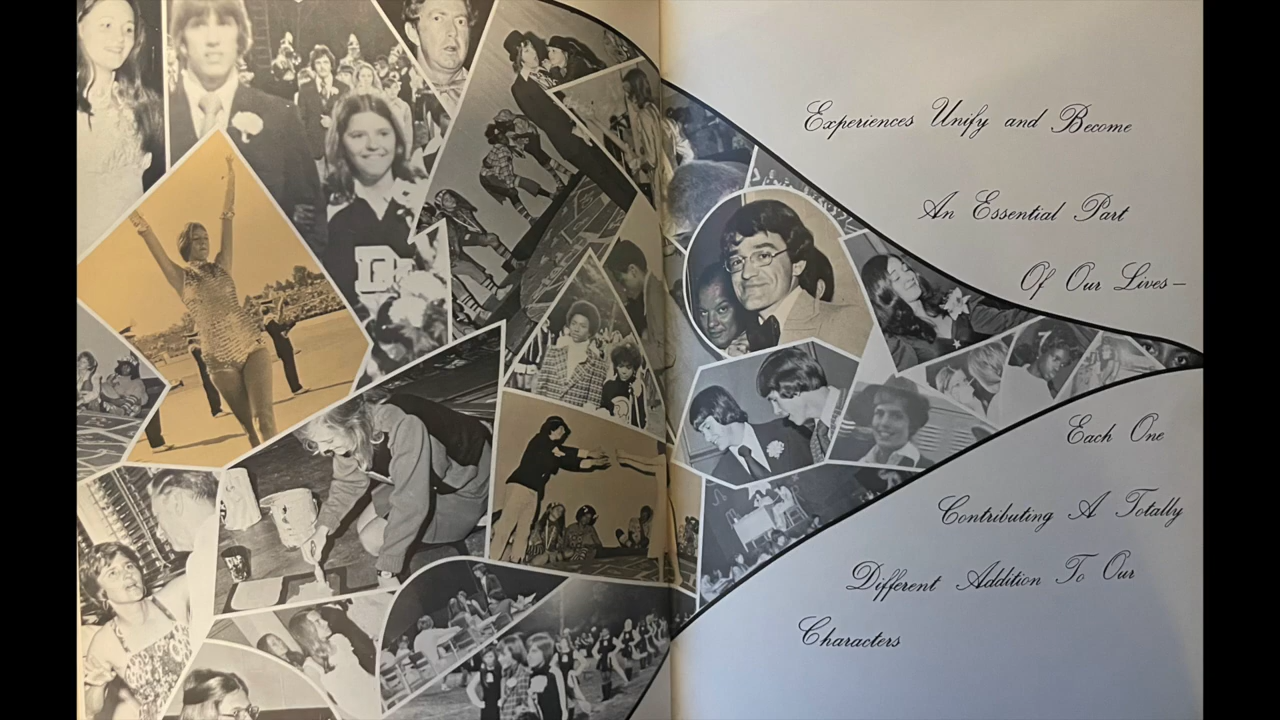 Experiences Unify and Become
An Essential Part
Of Our Lives—
Each One
Contributing A Totally
Different Addition To Our
Characters